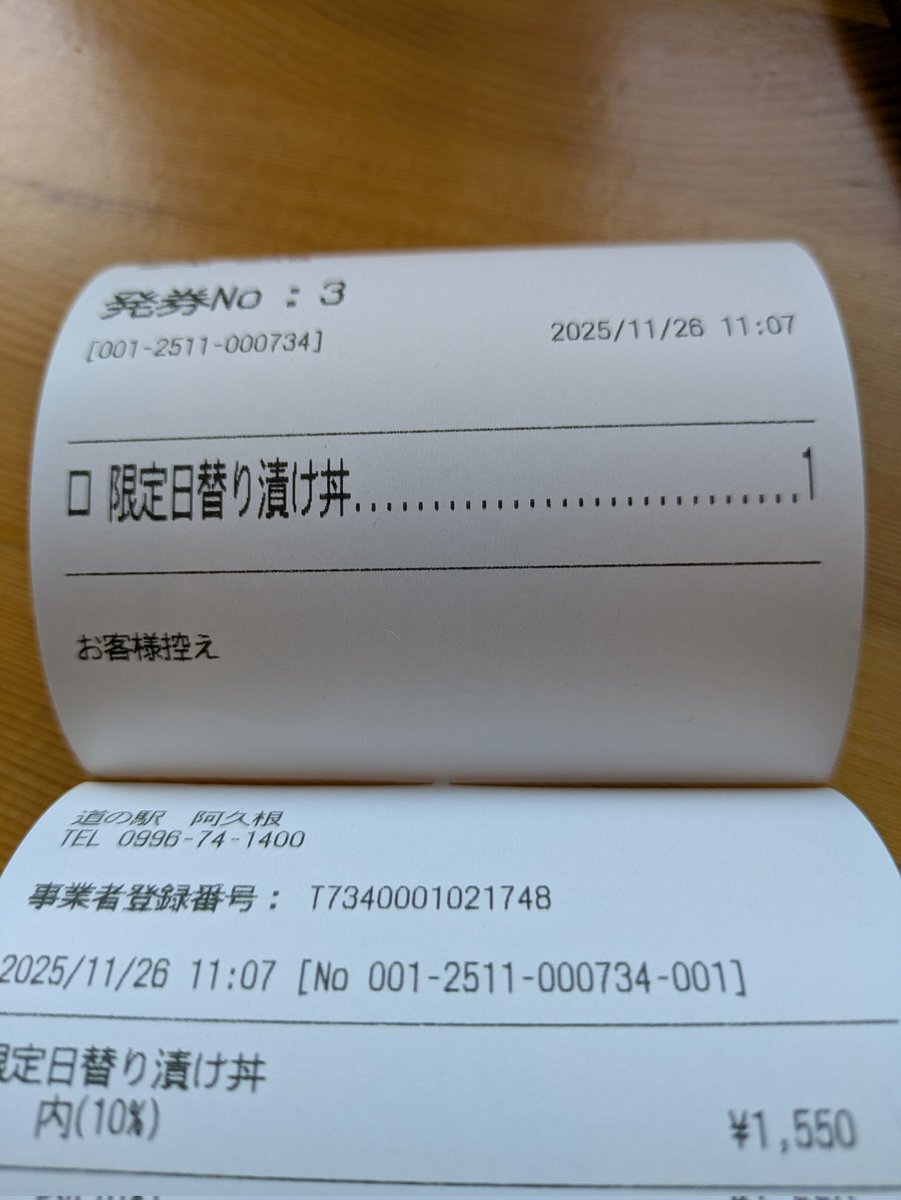 発券No : 3
[001-2511-000734] 2025/11/26 11:07
□ 限定日替り漬け丼..............................1
お客様控え
道の駅 阿久根
TEL 0996-74-1400
事業者登録番号: T7340001021748
2025/11/26 11:07 [No 001-2511-000734-001]
限定日替り漬け丼
内(10%) ¥1,550